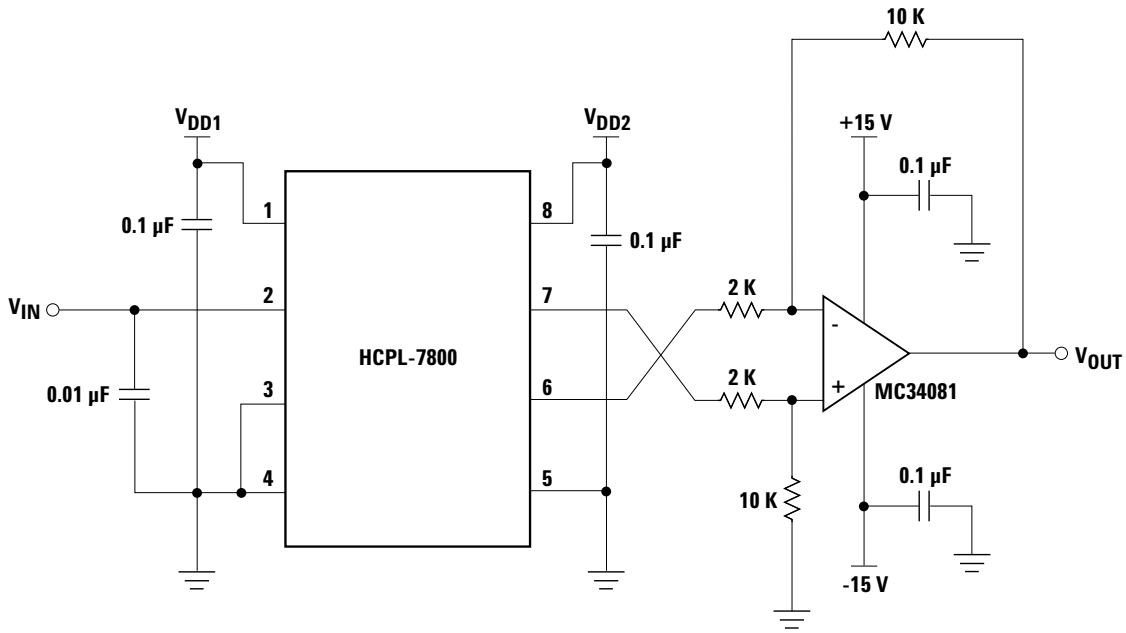 10 K
V_DD1
V_DD2
+15 V
0.1 µF
1
8
0.1 µF
0.1 µF
2 K
V_IN
2
7
-
HCPL-7800
V_OUT
2 K
0.01 µF
3
6
+
MC34081
4
5
10 K
0.1 µF
-15 V